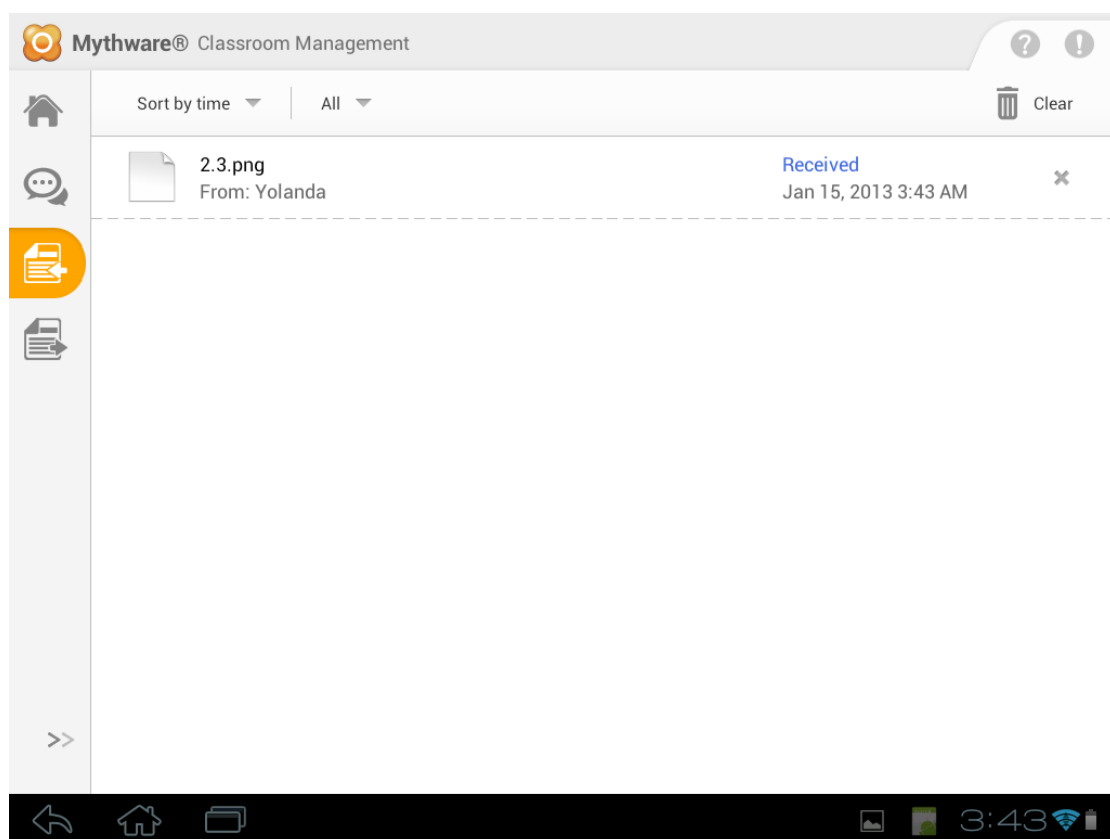 Mythware® Classroom Management
Sort by time All Clear
2.3.png Received
From: Yolanda Jan 15, 2013 3:43 AM
>>
3:43